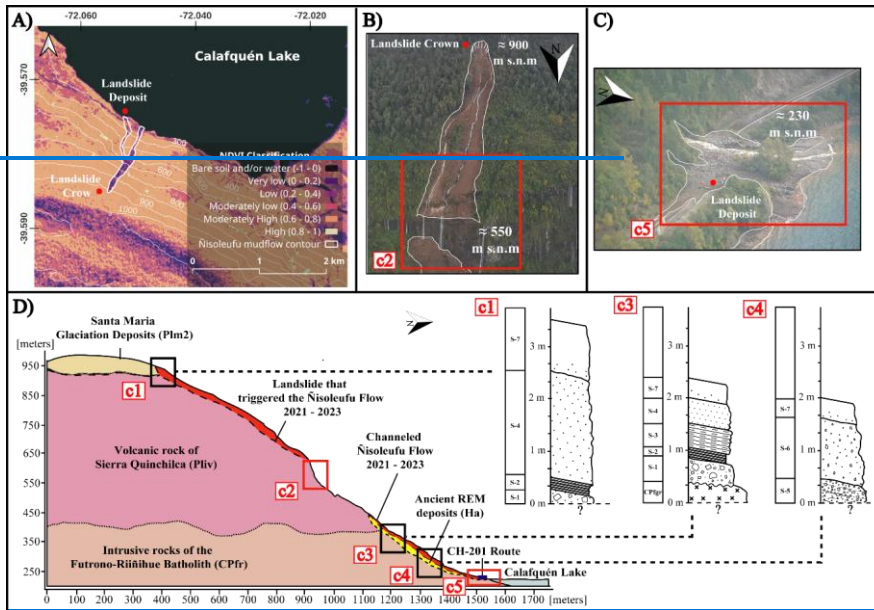 A)
-72.060
-72.040
-72.020
-39.570
-39.590
Calafquén Lake
Landslide
Deposit
Landslide
Crow
300
600
600
800
1000
NDVI Classification
Bare soil and/or water (-1 - 0)
Very low (0 - 0.2)
Low (0.2 - 0.4)
Moderately low (0.4 - 0.6)
Moderately High (0.6 - 0.8)
High (0.8 - 1)
Ñisoleufu mudflow contour
0 1 2 km
B)
Landslide Crown
≈ 900
m s.n.m
N
≈ 550
m s.n.m
c2
C)
N
≈ 230
m s.n.m
Landslide
Deposit
c5
D)
Santa Maria
Glaciation Deposits (Plm2)
[meters]
950
850
750
650
550
450
350
250
c1
Landslide that
triggered the Ñisoleufu Flow
2021 - 2023
Volcanic rock of
Sierra Quinchilca (Pliv)
Channeled
Ñisoleufu Flow
2021 - 2023
c2
Ancient REM
deposits (Ha)
Intrusive rocks of the
Futrono-Riiñihue Batholith (CPfr)
c3
c4
CH-201 Route
c5
Calafquén Lake
0 100 200 300 400 500 600 700 800 900 1000 1100 1200 1300 1400 1500 1600 1700 [meters]
c1
S-7
S-4
S-2
S-1
3 m
2 m
1 m
0 m
?
c3
S-7
S-4
S-3
S-2
S-1
CPfgr
3 m
2 m
1 m
0 m
?
c4
S-7
S-6
S-5
3 m
2 m
1 m
0 m
?